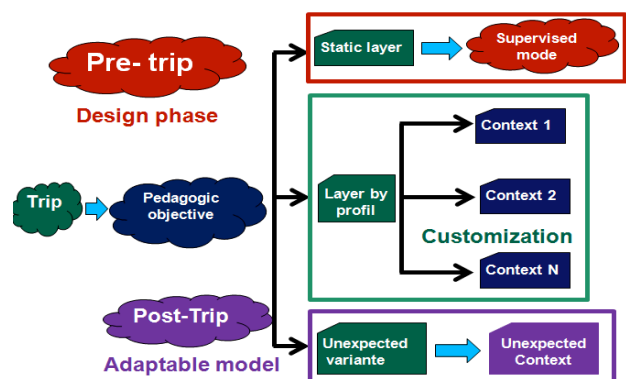 Pre- trip
Design phase
Static layer
Supervised
mode
Trip
Pedagogic
objective
Layer by
profil
Context 1
Context 2
Customization
Context N
Post-Trip
Adaptable model
Unexpected
variante
Unexpected
Context